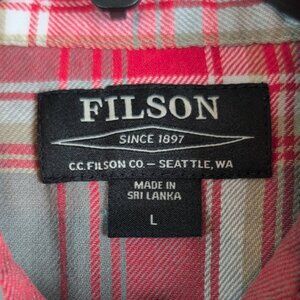 FILSON
SINCE 1897
C.C. FILSON CO. – SEATTLE, WA
MADE IN
SRI LANKA
L